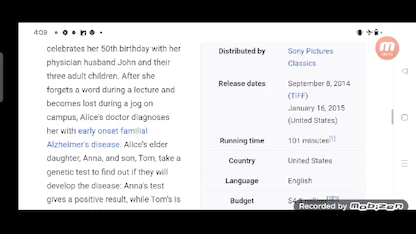 4:09
celebrates her 50th birthday with her
physician husband John and their
three adult children. After she
forgets a word during a lecture and
becomes lost during a jog on
campus, Alice's doctor diagnoses
her with early onset familial
Alzheimer's disease. Alice's elder
daughter, Anna, and son, Tom, take a
genetic test to find out if they will
develop the disease: Anna's test
gives a positive result, while Tom's is
Distributed by Sony Pictures
Classics
Release dates September 8, 2014
(TIFF)
January 16, 2015
(United States)
Running time 101 minutes[1]
Country United States
Language English
Budget
Recorded by Mobizen